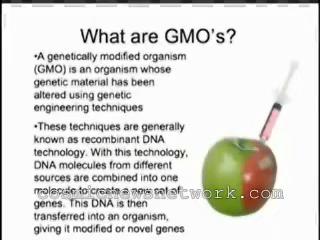 What are GMO's?
•A genetically modified organism
(GMO) is an organism whose
genetic material has been
altered using genetic
engineering techniques
•These techniques are generally
known as recombinant DNA
technology. With this technology,
DNA molecules from different
sources are combined into one
molecule to create a new set of
genes. This DNA is then
transferred into an organism,
giving it modified or novel genes